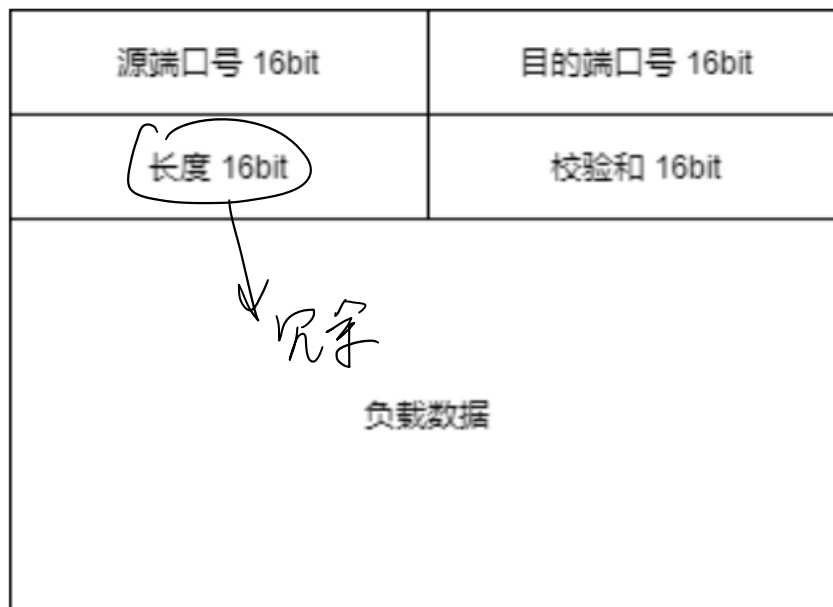 源端口号 16bit
目的端口号 16bit
长度 16bit
校验和 16bit
冗余
负载数据